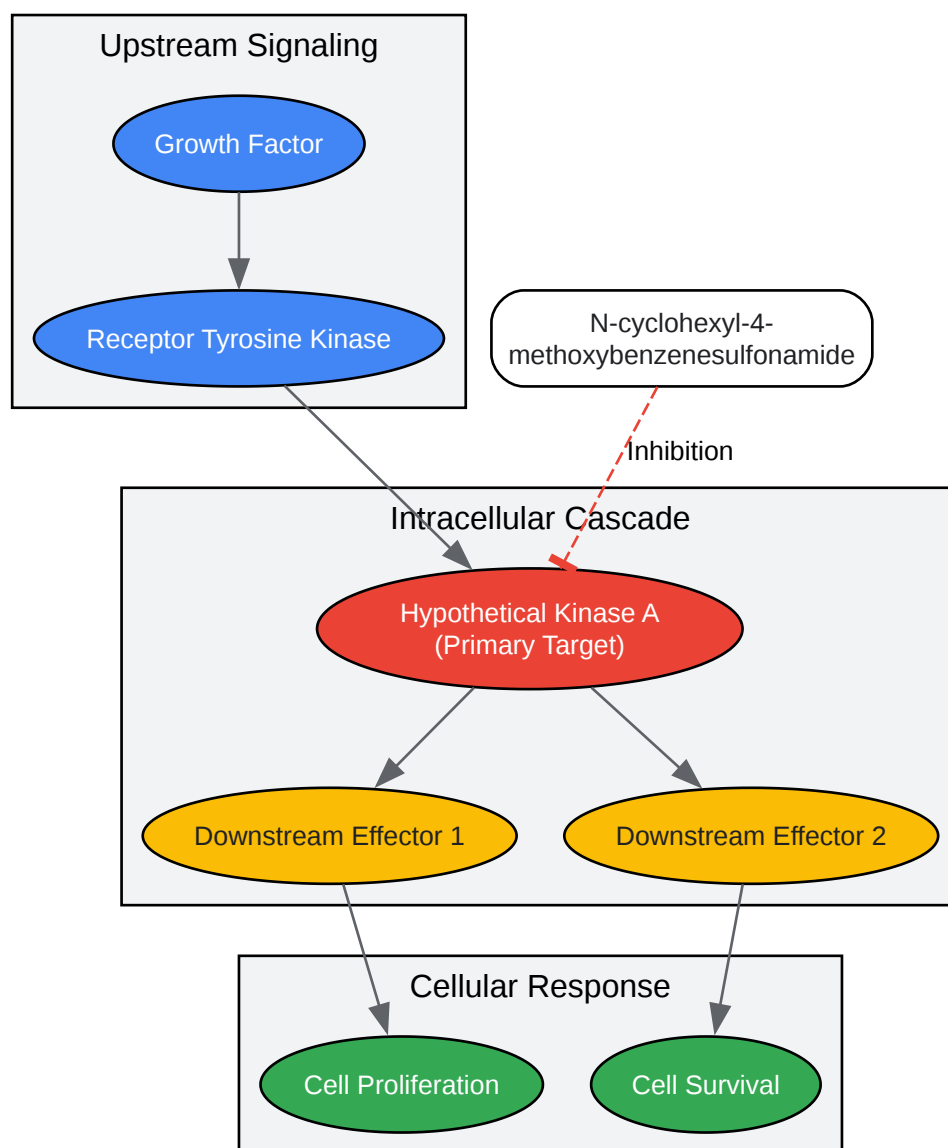 Upstream Signaling
Growth Factor
Receptor Tyrosine Kinase
N-cyclohexyl-4-
methoxybenzenesulfonamide
Inhibition
Intracellular Cascade
Hypothetical Kinase A
(Primary Target)
Downstream Effector 1
Downstream Effector 2
Cellular Response
Cell Proliferation
Cell Survival